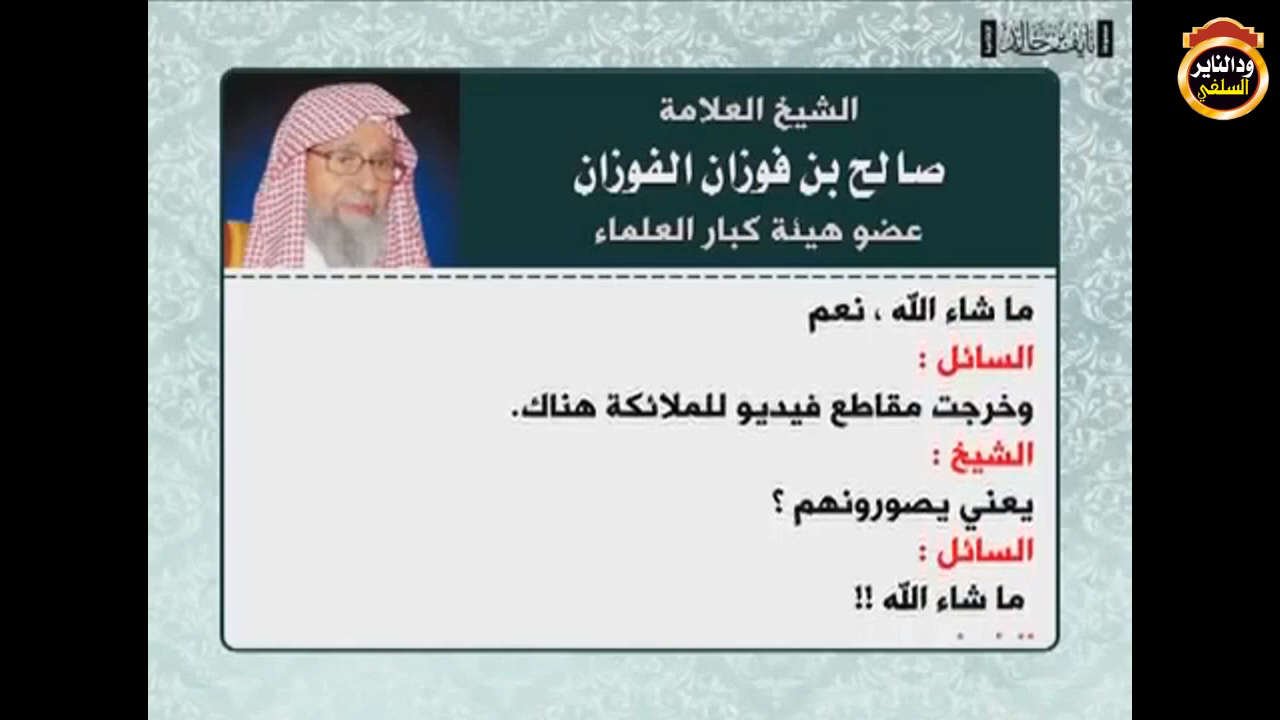 ودالناير
السلفي
الشيخ العلامة
صالح بن فوزان الفوزان
عضو هيئة كبار العلماء
ما شاء الله ، نعم
السائل :
وخرجت مقاطع فيديو للملائكة هناك.
الشيخ :
يعني يصورونهم ؟
السائل :
ما شاء الله !!